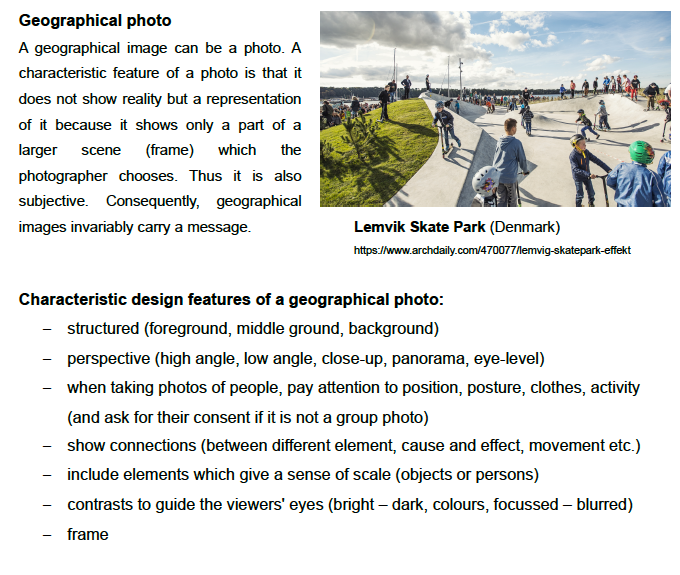 Geographical photo
A geographical image can be a photo. A
characteristic feature of a photo is that it
does not show reality but a representation
of it because it shows only a part of a
larger scene (frame) which the
photographer chooses. Thus it is also
subjective. Consequently, geographical
images invariably carry a message.
Lemvik Skate Park (Denmark)
https://www.archdaily.com/470077/lemvig-skatepark-effekt
Characteristic design features of a geographical photo:
– structured (foreground, middle ground, background)
– perspective (high angle, low angle, close-up, panorama, eye-level)
– when taking photos of people, pay attention to position, posture, clothes, activity
(and ask for their consent if it is not a group photo)
– show connections (between different element, cause and effect, movement etc.)
– include elements which give a sense of scale (objects or persons)
– contrasts to guide the viewers' eyes (bright – dark, colours, focussed – blurred)
– frame